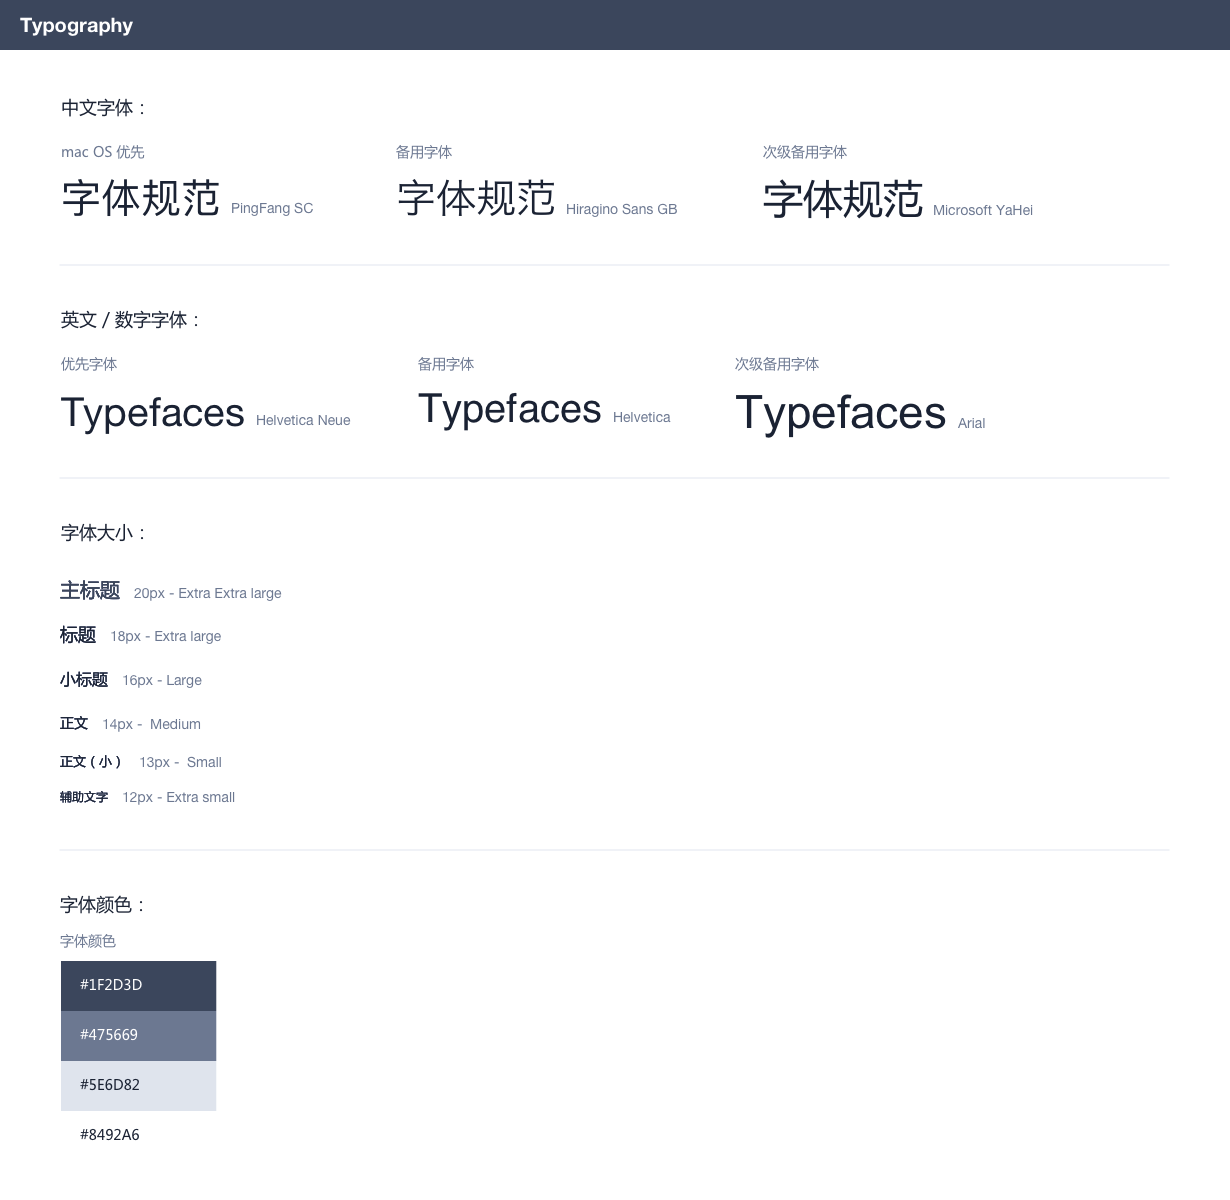 Typography
中文字体：
mac OS 优先 备用字体 次级备用字体
字体规范 PingFang SC 字体规范 Hiragino Sans GB 字体规范 Microsoft YaHei
英文 / 数字字体：
优先字体 备用字体 次级备用字体
Typefaces Helvetica Neue Typefaces Helvetica Typefaces Arial
字体大小：
主标题 20px - Extra Extra large
标题 18px - Extra large
小标题 16px - Large
正文 14px - Medium
正文（小） 13px - Small
辅助文字 12px - Extra small
字体颜色：
字体颜色
#1F2D3D
#475669
#5E6D82
#8492A6